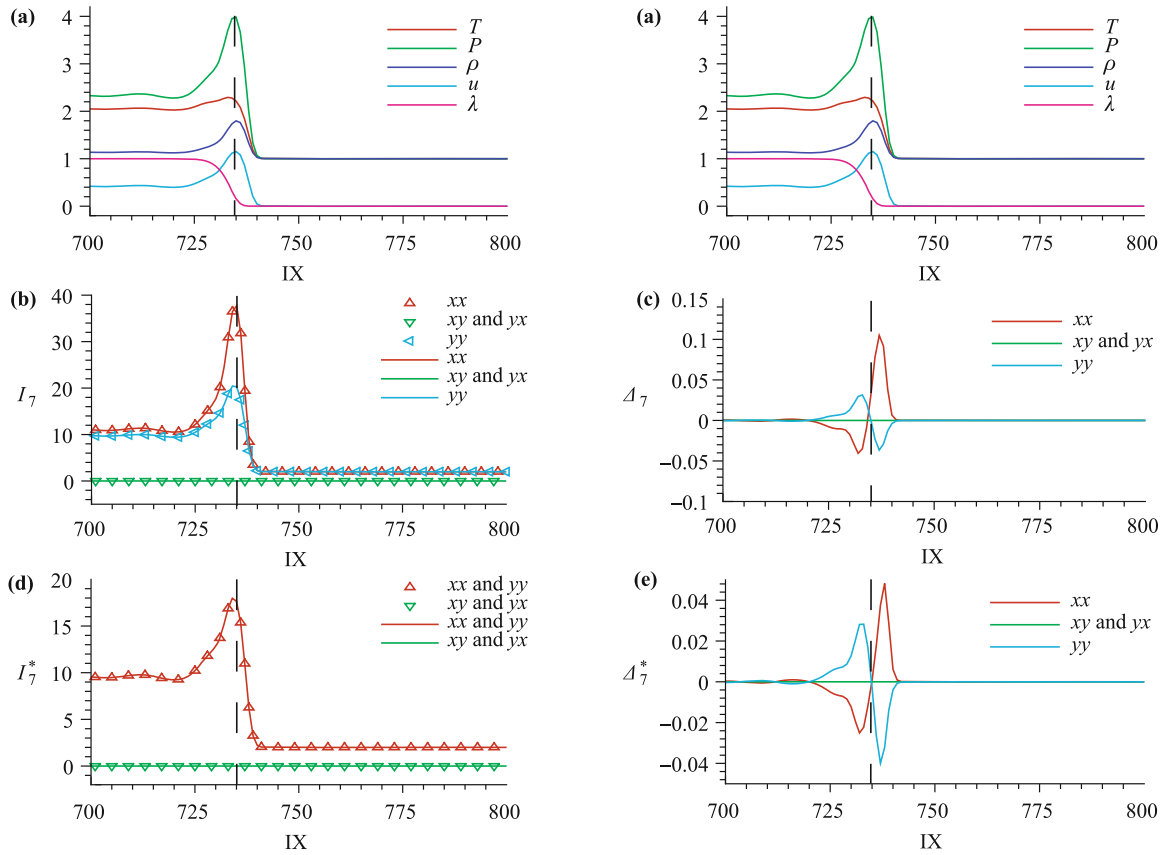 (a)
4
3
2
1
0
T
P
ρ
u
λ
700
725
750
775
800
IX
(a)
4
3
2
1
0
T
P
ρ
u
λ
700
725
750
775
800
IX
(b)
40
30
20
10
0
I₇
xx
xy and yx
yy
xx
xy and yx
yy
700
725
750
775
800
IX
(c)
0.15
0.10
0.05
0
−0.05
−0.1
Δ₇
xx
xy and yx
yy
700
725
750
775
800
IX
(d)
20
15
10
5
0
I₇*
xx and yy
xy and yx
xx and yy
xy and yx
700
725
750
775
800
IX
(e)
0.04
0.02
0
−0.02
−0.04
Δ₇*
xx
xy and yx
yy
700
725
750
775
800
IX